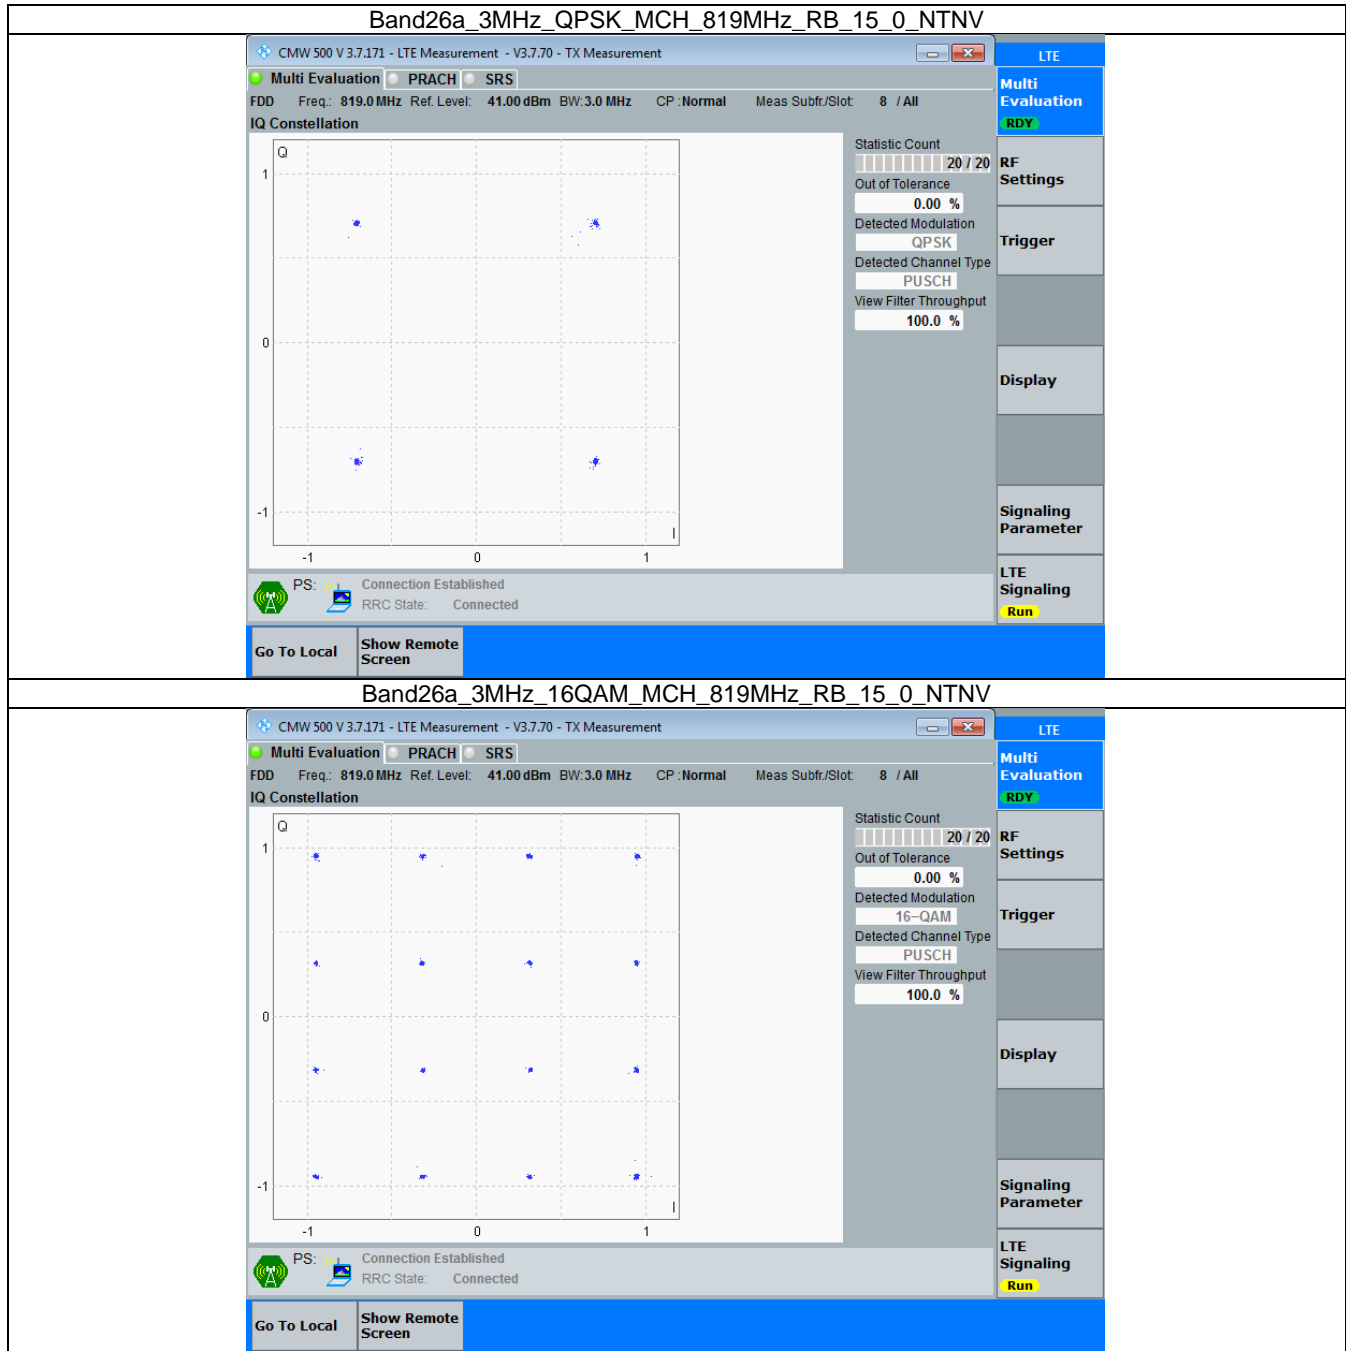 Band26a_3MHz_QPSK_MCH_819MHz_RB_15_0_NTNV
CMW 500 V 3.7.171 - LTE Measurement - V3.7.70 - TX Measurement
LTE
Multi Evaluation PRACH SRS
FDD Freg.: 819.0 MHz Ref. Level: 41.00 dBm BW: 3.0 MHz CP : Normal Meas Subfr./Slot: 8 / All
IQ Constellation
Q
1
0
-1
I
-1 0 1
Statistic Count
20 / 20
Out of Tolerance
0.00 %
Detected Modulation
QPSK
Detected Channel Type
PUSCH
View Filter Throughput
100.0 %
Multi
Evaluation
RDY
RF
Settings
Trigger
Display
Signaling
Parameter
LTE
Signaling
Run
PS: Connection Established
RRC State: Connected
Go To Local
Show Remote
Screen
Band26a_3MHz_16QAM_MCH_819MHz_RB_15_0_NTNV
CMW 500 V 3.7.171 - LTE Measurement - V3.7.70 - TX Measurement
LTE
Multi Evaluation PRACH SRS
FDD Freq.: 819.0 MHz Ref. Level: 41.00 dBm BW: 3.0 MHz CP : Normal Meas Subfr./Slot: 8 / All
IQ Constellation
Q
1
0
-1
I
-1 0 1
Statistic Count
20 / 20
Out of Tolerance
0.00 %
Detected Modulation
16-QAM
Detected Channel Type
PUSCH
View Filter Throughput
100.0 %
Multi
Evaluation
RDY
RF
Settings
Trigger
Display
Signaling
Parameter
LTE
Signaling
Run
PS: Connection Established
RRC State: Connected
Go To Local
Show Remote
Screen